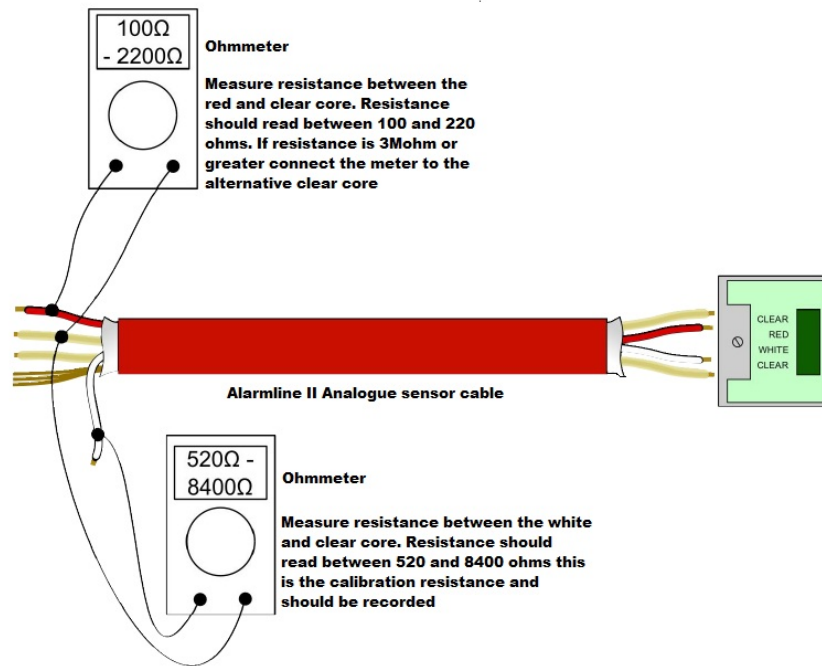 100Ω
- 2200Ω
Ohmmeter
Measure resistance between the
red and clear core. Resistance
should read between 100 and 220
ohms. If resistance is 3Mohm or
greater connect the meter to the
alternative clear core
CLEAR
RED
WHITE
CLEAR
Alarmline II Analogue sensor cable
520Ω -
8400Ω
Ohmmeter
Measure resistance between the white
and clear core. Resistance should
read between 520 and 8400 ohms this
is the calibration resistance and
should be recorded